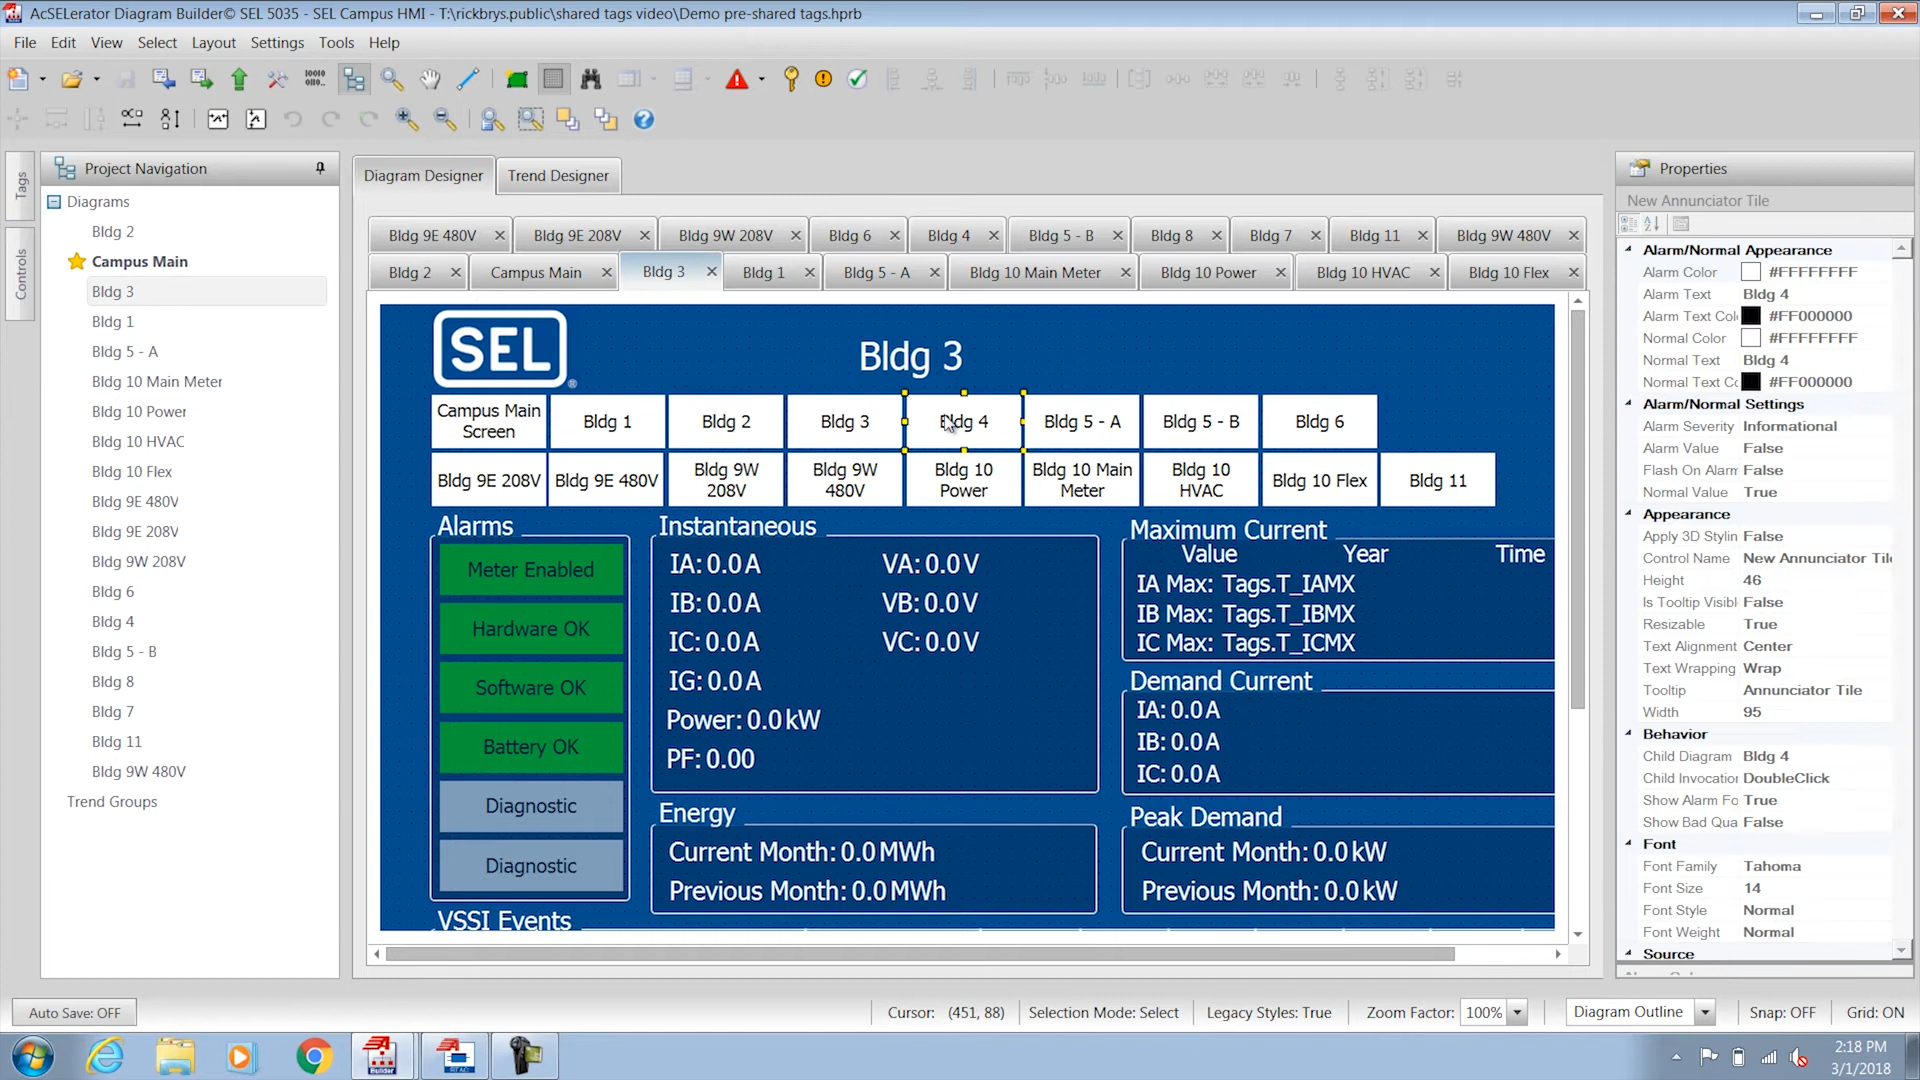 AcSELerator Diagram Builder© SEL 5035 - SEL Campus HMI - T:\rickbrys.public\shared tags video\Demo pre-shared tags.hprb
File Edit View Select Layout Settings Tools Help
Tags
Controls
Project Navigation
Diagrams
Bldg 2
Campus Main
Bldg 3
Bldg 1
Bldg 5 - A
Bldg 10 Main Meter
Bldg 10 Power
Bldg 10 HVAC
Bldg 10 Flex
Bldg 9E 480V
Bldg 9E 208V
Bldg 9W 208V
Bldg 6
Bldg 4
Bldg 5 - B
Bldg 8
Bldg 7
Bldg 11
Bldg 9W 480V
Trend Groups
Diagram Designer Trend Designer
Bldg 9E 480V Bldg 9E 208V Bldg 9W 208V Bldg 6 Bldg 4 Bldg 5 - B Bldg 8 Bldg 7 Bldg 11 Bldg 9W 480V
Bldg 2 Campus Main Bldg 3 Bldg 1 Bldg 5 - A Bldg 10 Main Meter Bldg 10 Power Bldg 10 HVAC Bldg 10 Flex
SEL®
Bldg 3
Campus Main Screen Bldg 1 Bldg 2 Bldg 3 Bldg 4 Bldg 5 - A Bldg 5 - B Bldg 6
Bldg 9E 208V Bldg 9E 480V Bldg 9W 208V Bldg 9W 480V Bldg 10 Power Bldg 10 Main Meter Bldg 10 HVAC Bldg 10 Flex Bldg 11
Alarms
Meter Enabled
Hardware OK
Software OK
Battery OK
Diagnostic
Diagnostic
VSSI Events
Instantaneous
IA: 0.0 A VA: 0.0 V
IB: 0.0 A VB: 0.0 V
IC: 0.0 A VC: 0.0 V
IG: 0.0 A
Power: 0.0 kW
PF: 0.00
Energy
Current Month: 0.0 MWh
Previous Month: 0.0 MWh
Maximum Current
Value Year Time
IA Max: Tags.T_IAMX
IB Max: Tags.T_IBMX
IC Max: Tags.T_ICMX
Demand Current
IA: 0.0 A
IB: 0.0 A
IC: 0.0 A
Peak Demand
Current Month: 0.0 kW
Previous Month: 0.0 kW
Properties
New Annunciator Tile
Alarm/Normal Appearance
Alarm Color #FFFFFFFF
Alarm Text Bldg 4
Alarm Text Col #FF000000
Normal Color #FFFFFFFF
Normal Text Bldg 4
Normal Text Cc #FF000000
Alarm/Normal Settings
Alarm Severity Informational
Alarm Value False
Flash On Alarm False
Normal Value True
Appearance
Apply 3D Stylin False
Control Name New Annunciator Tile
Height 46
Is Tooltip Visibl False
Resizable True
Text Alignment Center
Text Wrapping Wrap
Tooltip Annunciator Tile
Width 95
Behavior
Child Diagram Bldg 4
Child Invocation DoubleClick
Show Alarm Fo True
Show Bad Qua False
Font
Font Family Tahoma
Font Size 14
Font Style Normal
Font Weight Normal
Source
Auto Save: OFF
Cursor: (451, 88) Selection Mode: Select Legacy Styles: True Zoom Factor: 100% Diagram Outline Snap: OFF Grid: ON
2:18 PM
3/1/2018